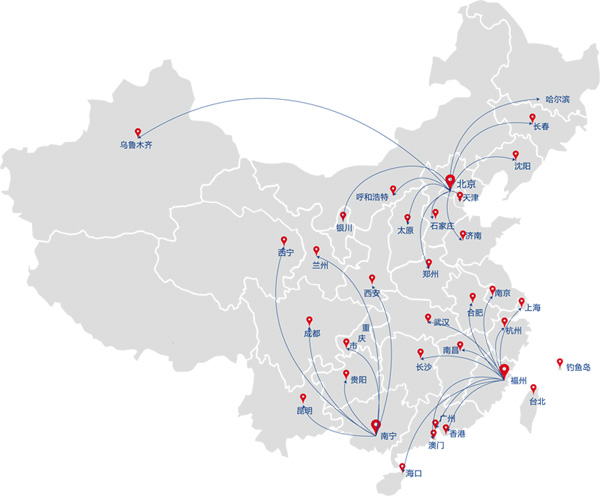 哈尔滨
长春
乌鲁木齐
沈阳
北京
呼和浩特
天津
银川
太原
石家庄
济南
西宁
兰州
郑州
西安
南京
合肥
上海
成都
重
庆
市
武汉
杭州
南昌
长沙
钓鱼岛
贵阳
福州
台北
昆明
广州
南宁
香港
澳门
海口